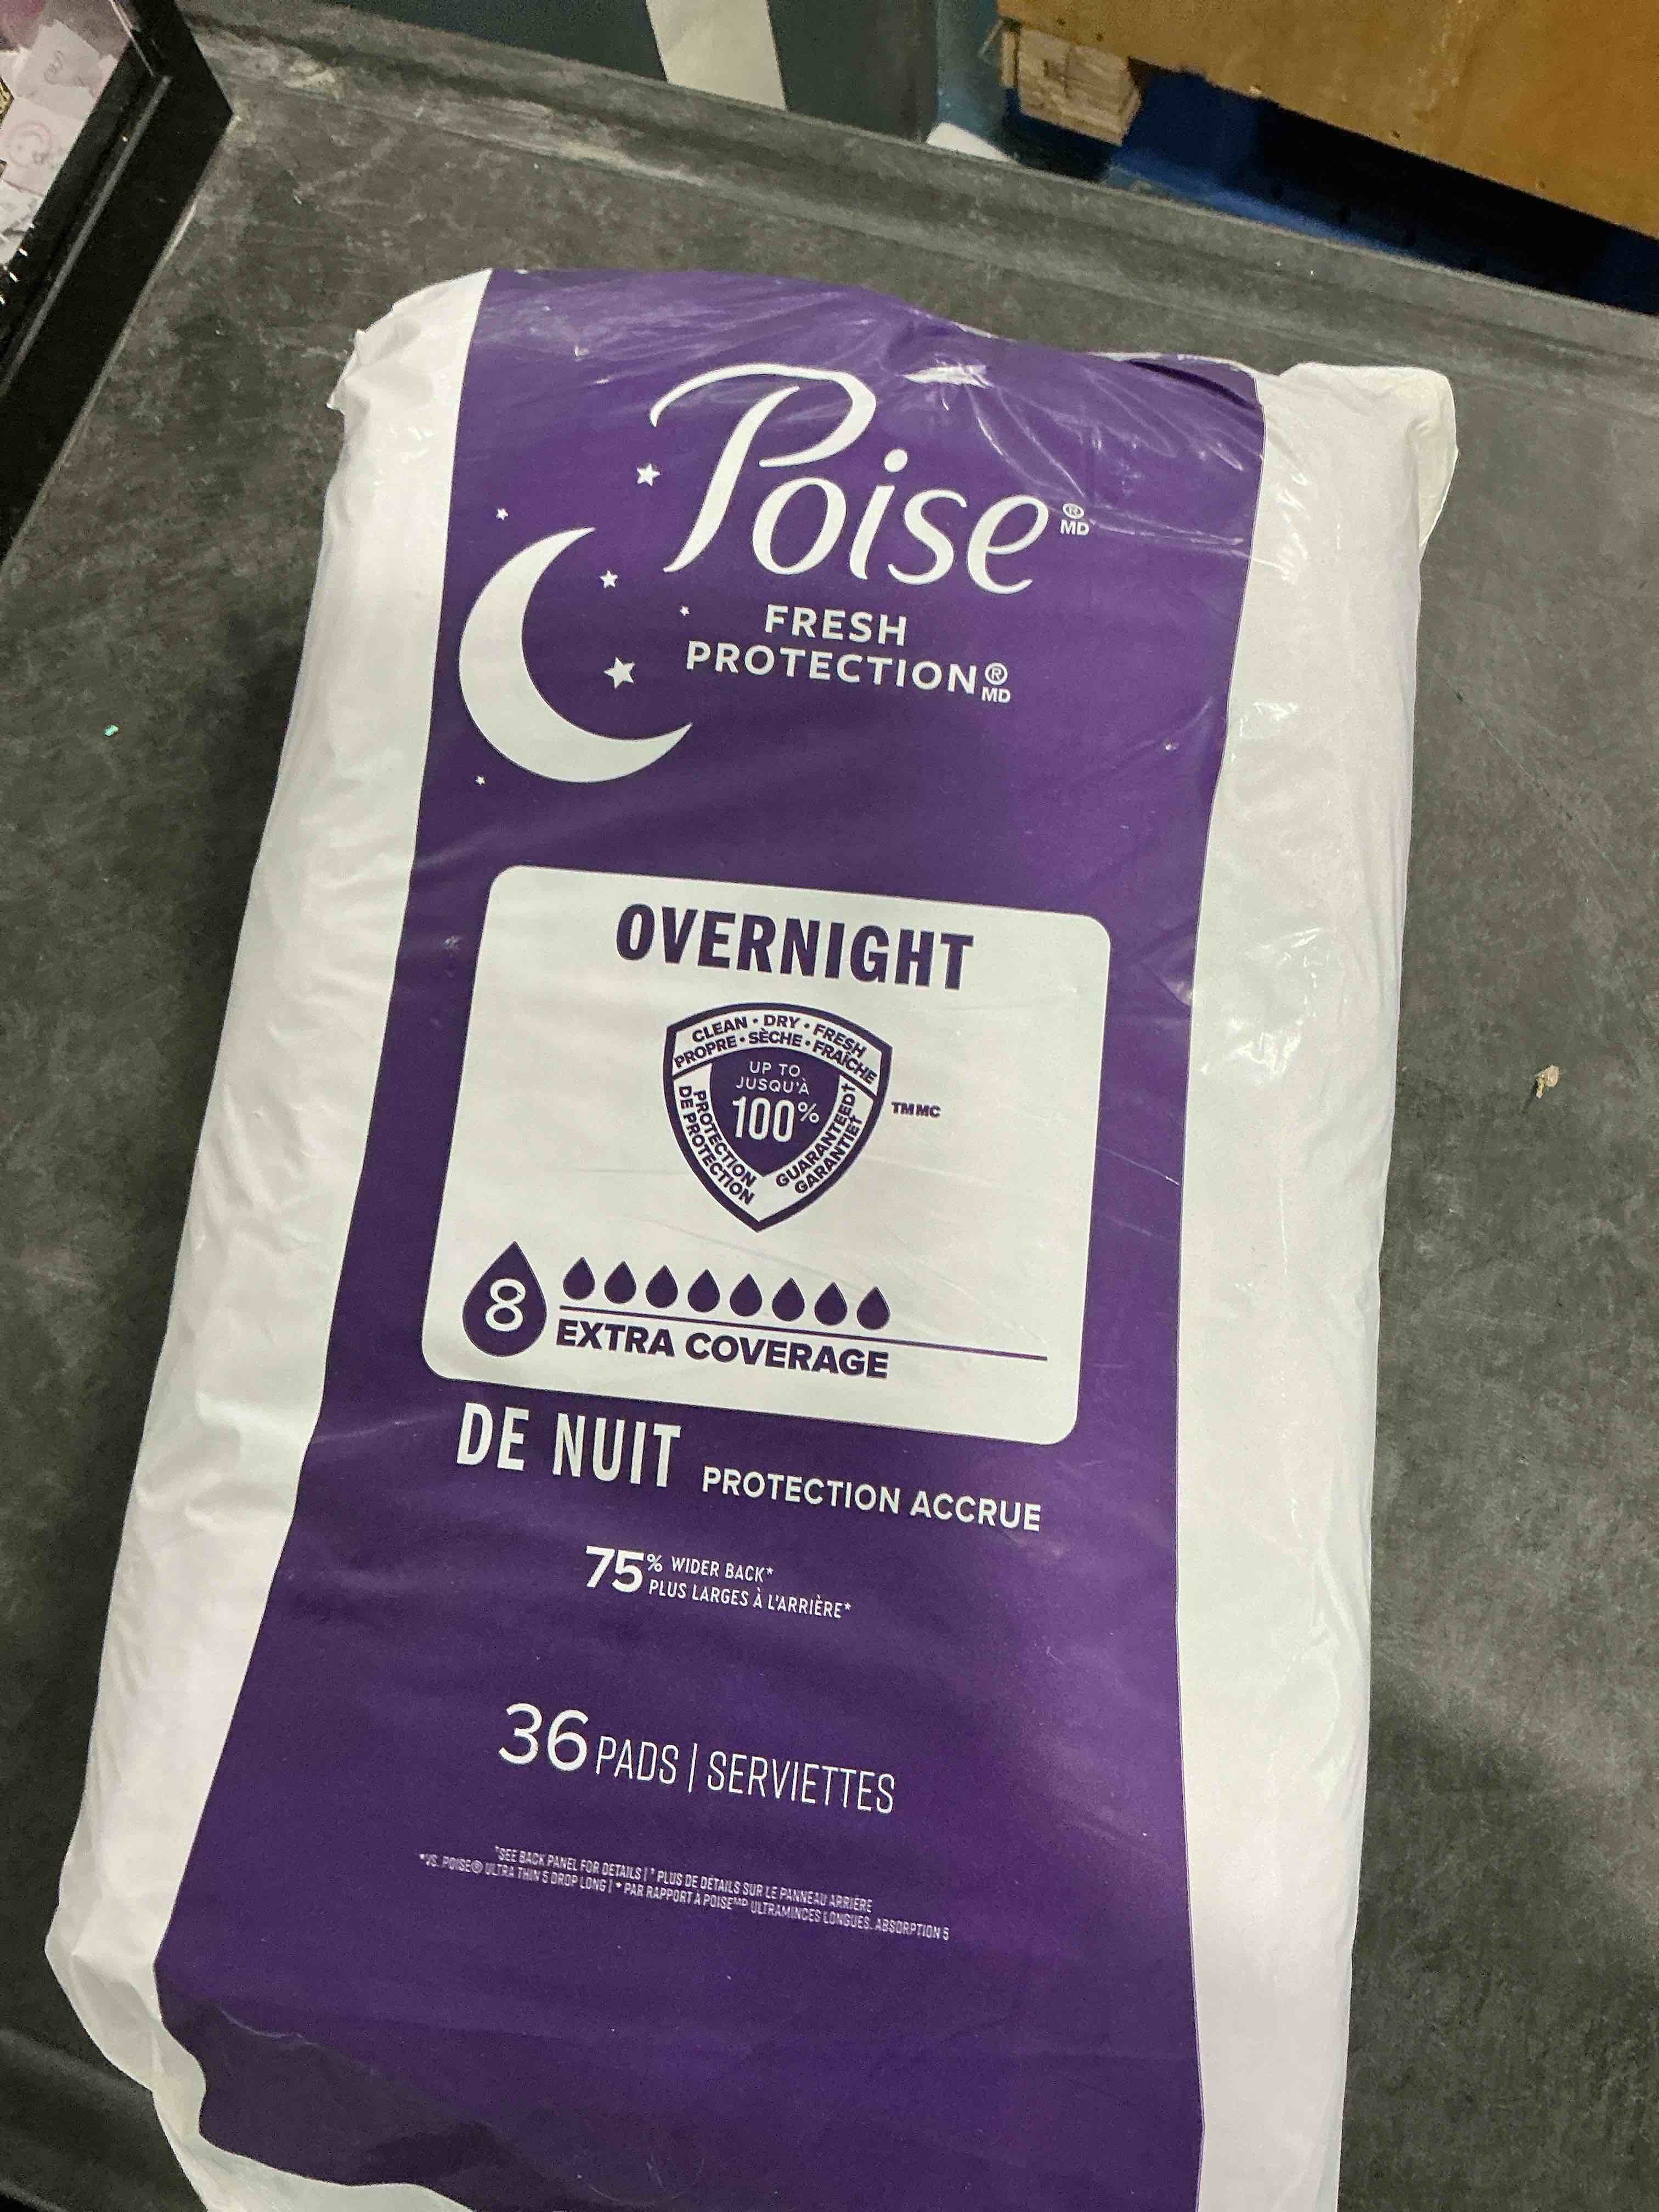 Poise® MD
FRESH
PROTECTION® MD
OVERNIGHT
CLEAN • DRY • FRESH
PROPRE • SÈCHE • FRAÎCHE
UP TO
JUSQU'À
100%
PROTECTION
DE PROTECTION
GUARANTEED†
GARANTIE†
TMMC
8
EXTRA COVERAGE
DE NUIT PROTECTION ACCRUE
75% WIDER BACK*
PLUS LARGES À L'ARRIÈRE*
36 PADS | SERVIETTES
†SEE BACK PANEL FOR DETAILS | † PLUS DE DÉTAILS SUR LE PANNEAU ARRIÈRE
*VS. POISE® ULTRA THIN 5 DROP LONG | * PAR RAPPORT À POISE MD ULTRAMINCES LONGUES, ABSORPTION 5